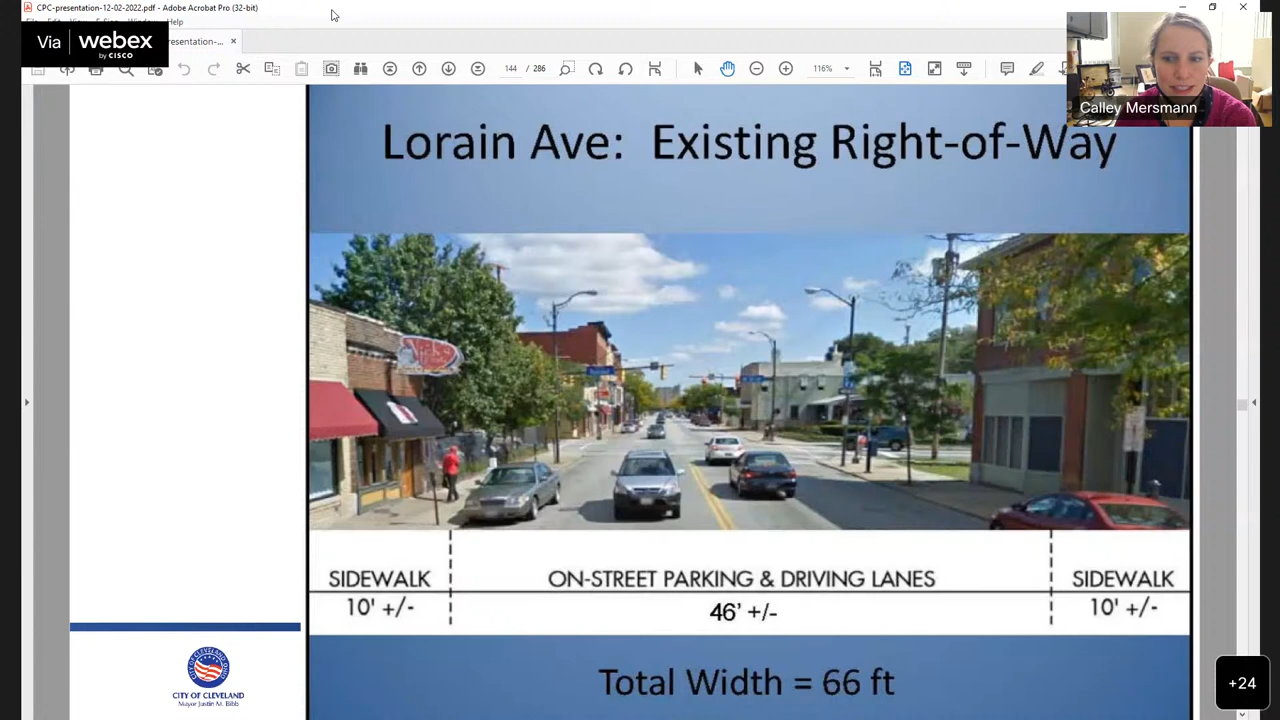 CPC-presentation-12-02-2022.pdf - Adobe Acrobat Pro (32-bit)
Help
Via webex
by CISCO
resentation-...
144 / 286
116%
Calley Mersmann
Lorain Ave: Existing Right-of-Way
SIDEWALK
ON-STREET PARKING & DRIVING LANES
SIDEWALK
10' +/-
46' +/-
10' +/-
Total Width = 66 ft
CITY OF CLEVELAND
Mayor Justin M. Bibb
+24